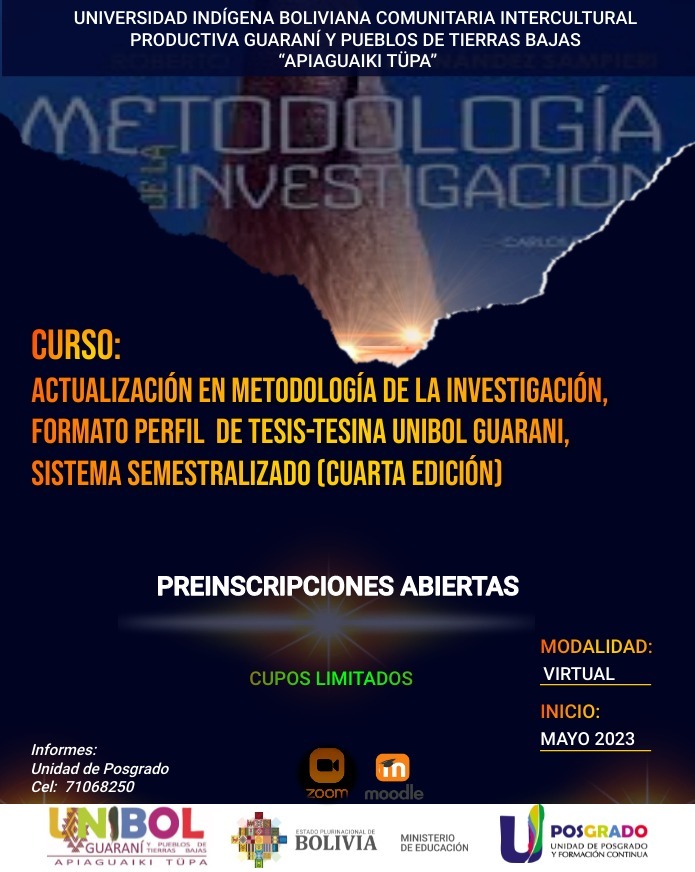 UNIVERSIDAD INDÍGENA BOLIVIANA COMUNITARIA INTERCULTURAL
PRODUCTIVA GUARANÍ Y PUEBLOS DE TIERRAS BAJAS
“APIAGUAIKI TÜPA”
METODOLOGÍA
DE LA
INVESTIGACIÓN
CARLOS
CURSO:
ACTUALIZACIÓN EN METODOLOGÍA DE LA INVESTIGACIÓN,
FORMATO PERFIL DE TESIS-TESINA UNIBOL GUARANI,
SISTEMA SEMESTRALIZADO (CUARTA EDICIÓN)
PREINSCRIPCIONES ABIERTAS
CUPOS LIMITADOS
MODALIDAD:
VIRTUAL
INICIO:
MAYO 2023
Informes:
Unidad de Posgrado
Cel: 71068250
zoom
moodle
UNIBOL
GUARANÍ Y PUEBLOS DE TIERRAS BAJAS
APIAGUAIKI TÜPA
ESTADO PLURINACIONAL DE
BOLIVIA
MINISTERIO
DE EDUCACIÓN
POSGRADO
UNIDAD DE POSGRADO
Y FORMACIÓN CONTINUA